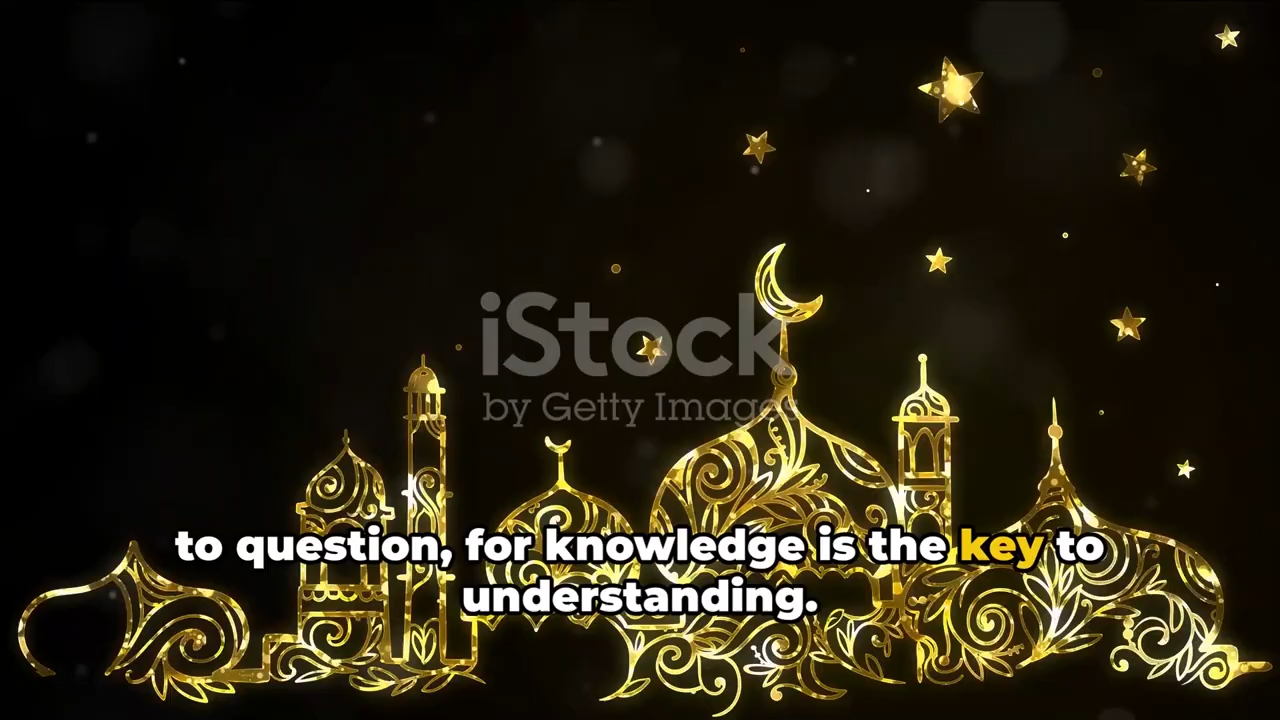 iStock
by Getty Images
to question, for knowledge is the key to
understanding.